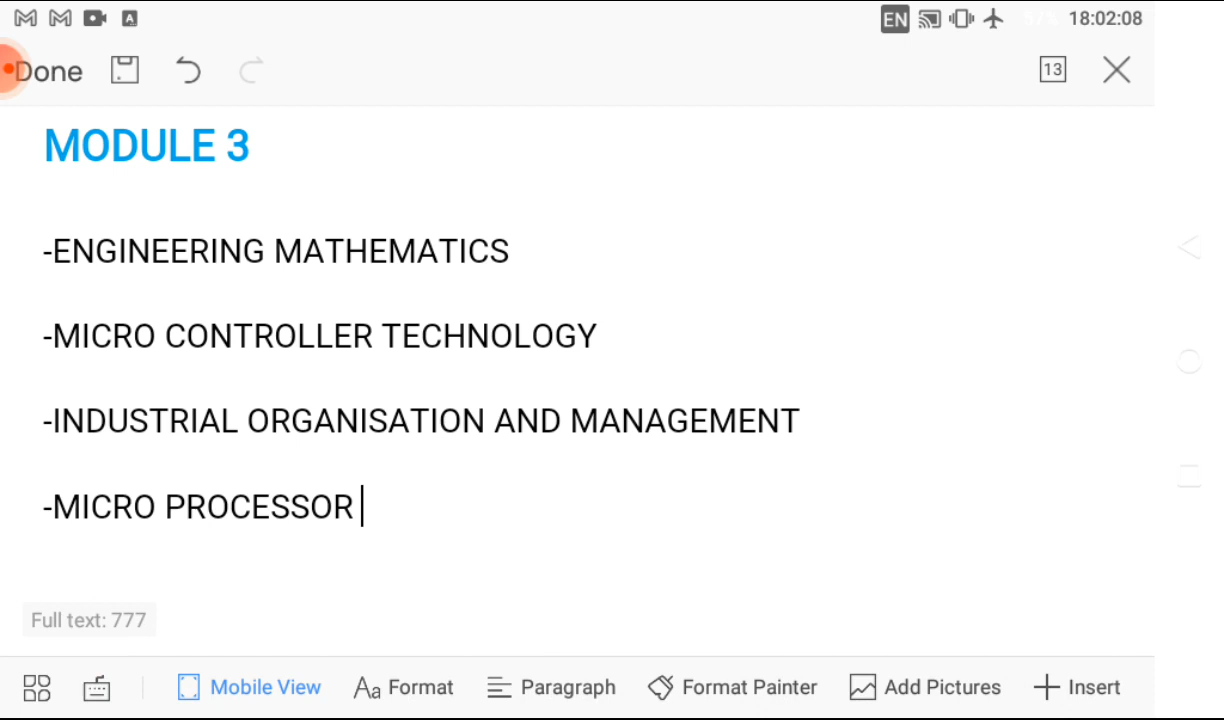 EN 18:02:08
Done 13
MODULE 3
-ENGINEERING MATHEMATICS
-MICRO CONTROLLER TECHNOLOGY
-INDUSTRIAL ORGANISATION AND MANAGEMENT
-MICRO PROCESSOR
Full text: 777
Mobile View Aa Format Paragraph Format Painter Add Pictures Insert